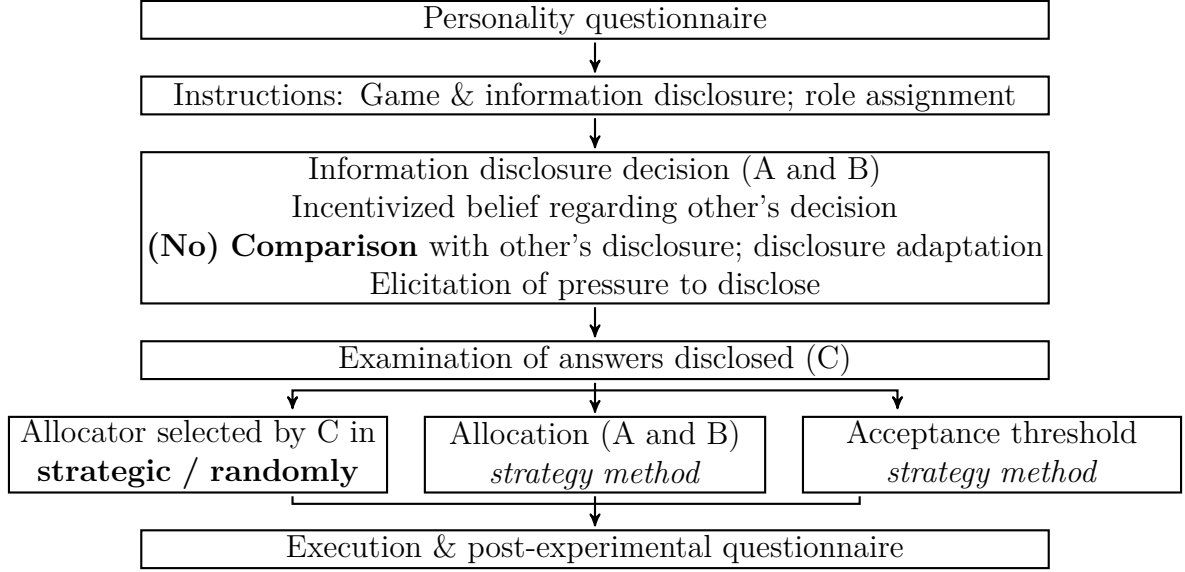 Personality questionnaire
Instructions: Game & information disclosure; role assignment
Information disclosure decision (A and B)
Incentivized belief regarding other's decision
(No) Comparison with other's disclosure; disclosure adaptation
Elicitation of pressure to disclose
Examination of answers disclosed (C)
Allocator selected by C in
strategic / randomly
Allocation (A and B)
strategy method
Acceptance threshold
strategy method
Execution & post-experimental questionnaire